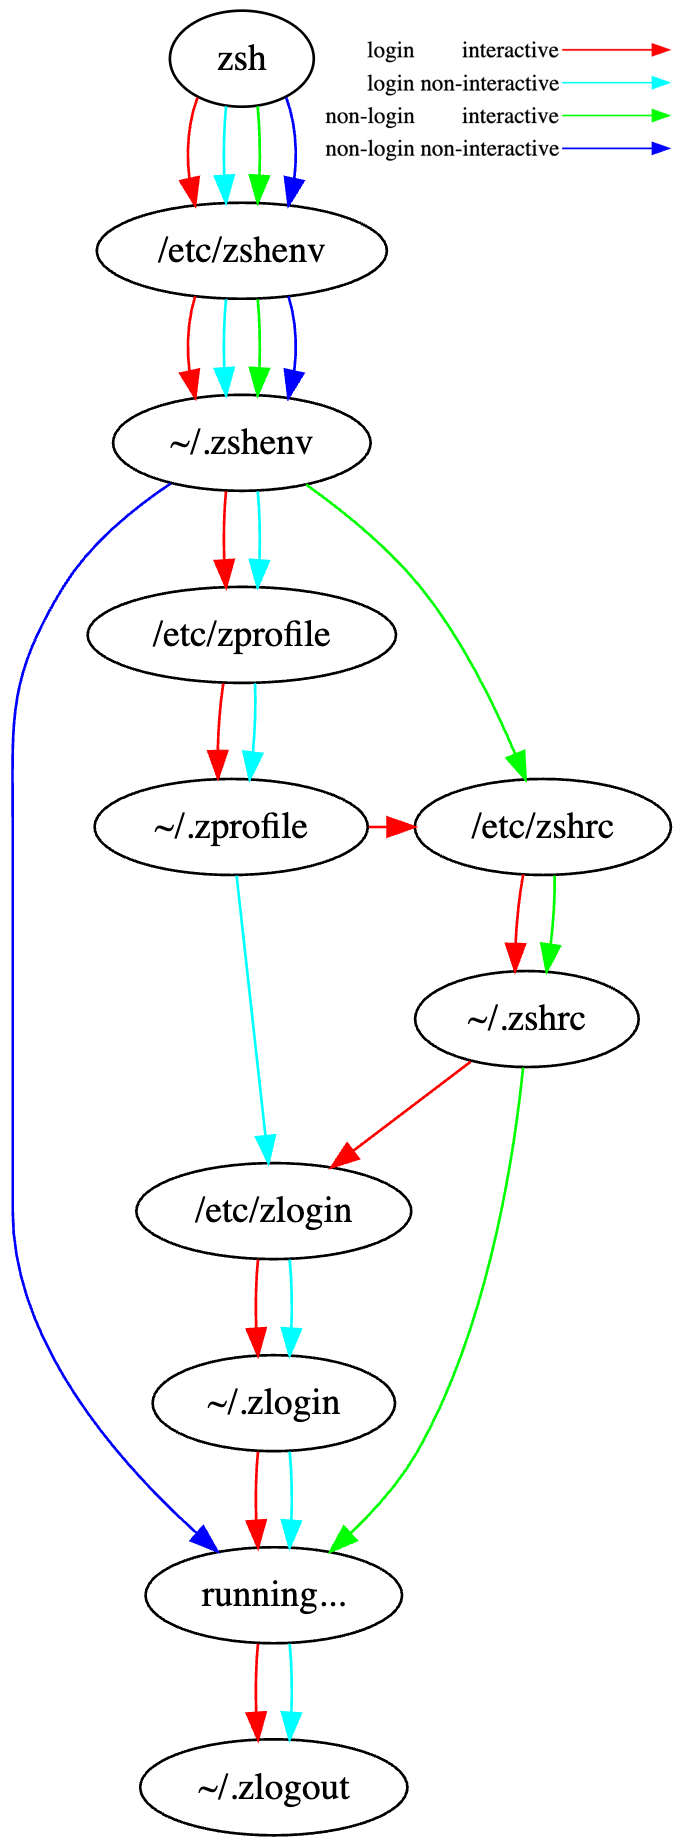 zsh
login interactive
login non-interactive
non-login interactive
non-login non-interactive
/etc/zshenv
~/.zshenv
/etc/zprofile
~/.zprofile
/etc/zshrc
~/.zshrc
/etc/zlogin
~/.zlogin
running...
~/.zlogout